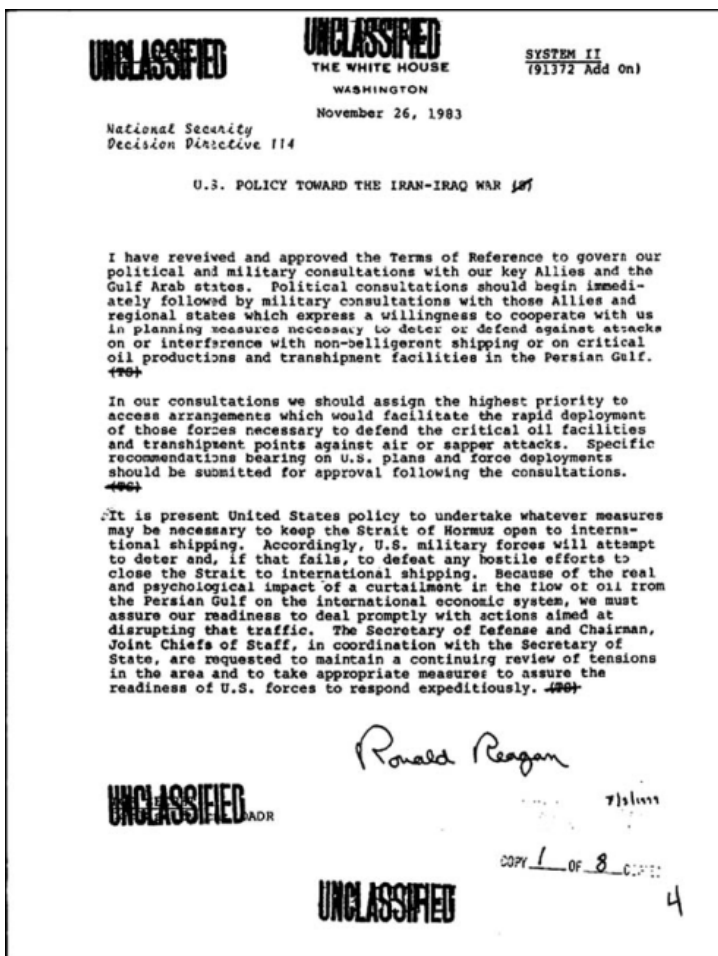 UNCLASSIFIED
UNCLASSIFIED
THE WHITE HOUSE
WASHINGTON
SYSTEM II
(91372 Add On)
November 26, 1983
National Security
Decision Directive 114
U.S. POLICY TOWARD THE IRAN-IRAQ WAR (S)
I have reveived and approved the Terms of Reference to govern our
political and military consultations with our key Allies and the
Gulf Arab states. Political consultations should begin immedi-
ately followed by military consultations with those Allies and
regional states which express a willingness to cooperate with us
in planning measures necessary to deter or defend against attacks
on or interference with non-belligerent shipping or on critical
oil productions and transhipment facilities in the Persian Gulf.
(TS)
In our consultations we should assign the highest priority to
access arrangements which would facilitate the rapid deployment
of those forces necessary to defend the critical oil facilities
and transhipment points against air or sapper attacks. Specific
recommendations bearing on U.S. plans and force deployments
should be submitted for approval following the consultations.
(TS)
It is present United States policy to undertake whatever measures
may be necessary to keep the Strait of Hormuz open to interna-
tional shipping. Accordingly, U.S. military forces will attempt
to deter and, if that fails, to defeat any hostile efforts to
close the Strait to international shipping. Because of the real
and psychological impact of a curtailment in the flow of oil from
the Persian Gulf on the international economic system, we must
assure our readiness to deal promptly with actions aimed at
disrupting that traffic. The Secretary of Defense and Chairman,
Joint Chiefs of Staff, in coordination with the Secretary of
State, are requested to maintain a continuing review of tensions
in the area and to take appropriate measures to assure the
readiness of U.S. forces to respond expeditiously. (TS)
Ronald Reagan
UNCLASSIFIED
OADR
COPY 1 OF 8
4
UNCLASSIFIED